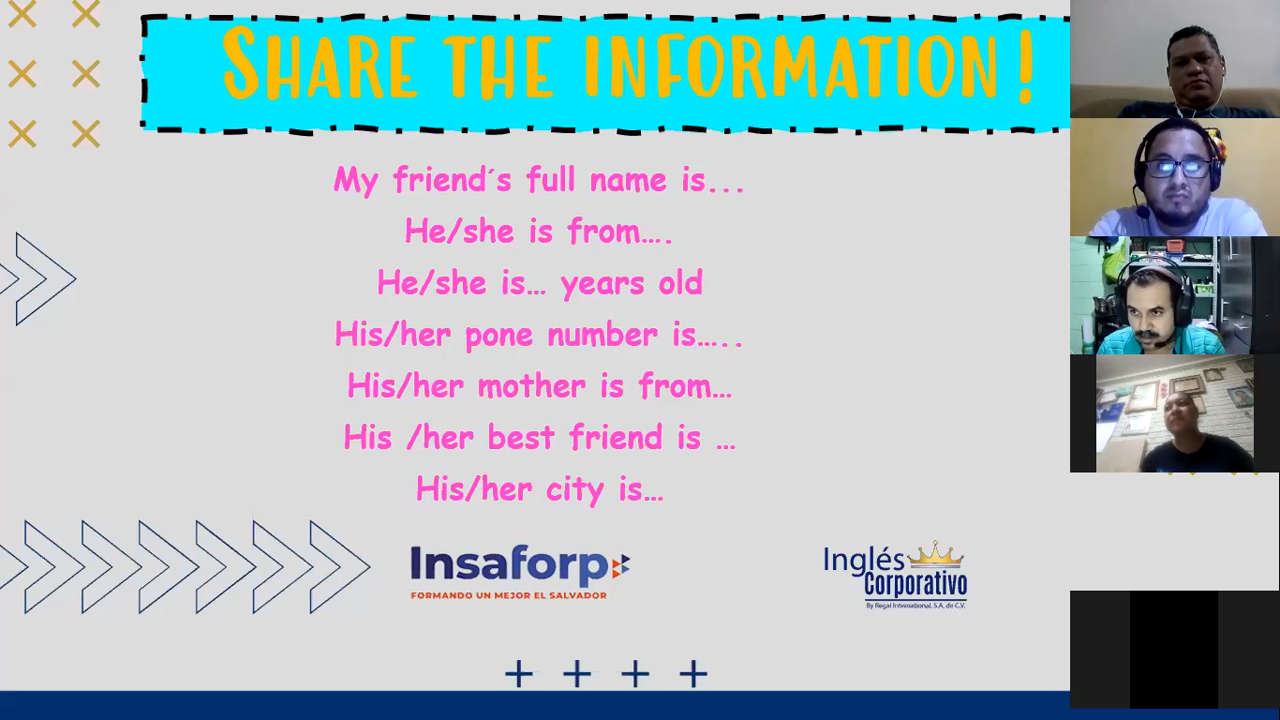 SHARE THE INFORMATION!
My friend´s full name is...
He/she is from….
He/she is… years old
His/her pone number is…..
His/her mother is from…
His /her best friend is …
His/her city is…
Insaforp
FORMANDO UN MEJOR EL SALVADOR
Inglés
Corporativo
By Regal International, S.A. de C.V.